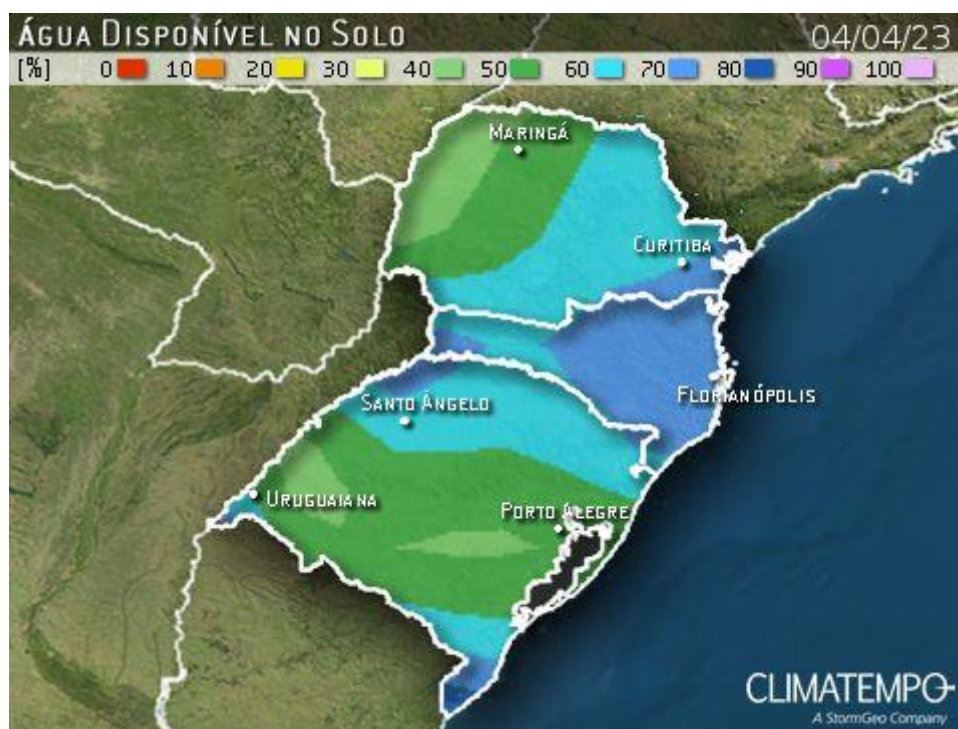 ÁGUA DISPONÍVEL NO SOLO 04/04/23
[%] 0 10 20 30 40 50 60 70 80 90 100
MARINGÁ
CURITIBA
FLORIANÓPOLIS
SANTO ÂNGELO
URUGUAIANA
PORTO ALEGRE
CLIMATEMPO
A StormGeo Company